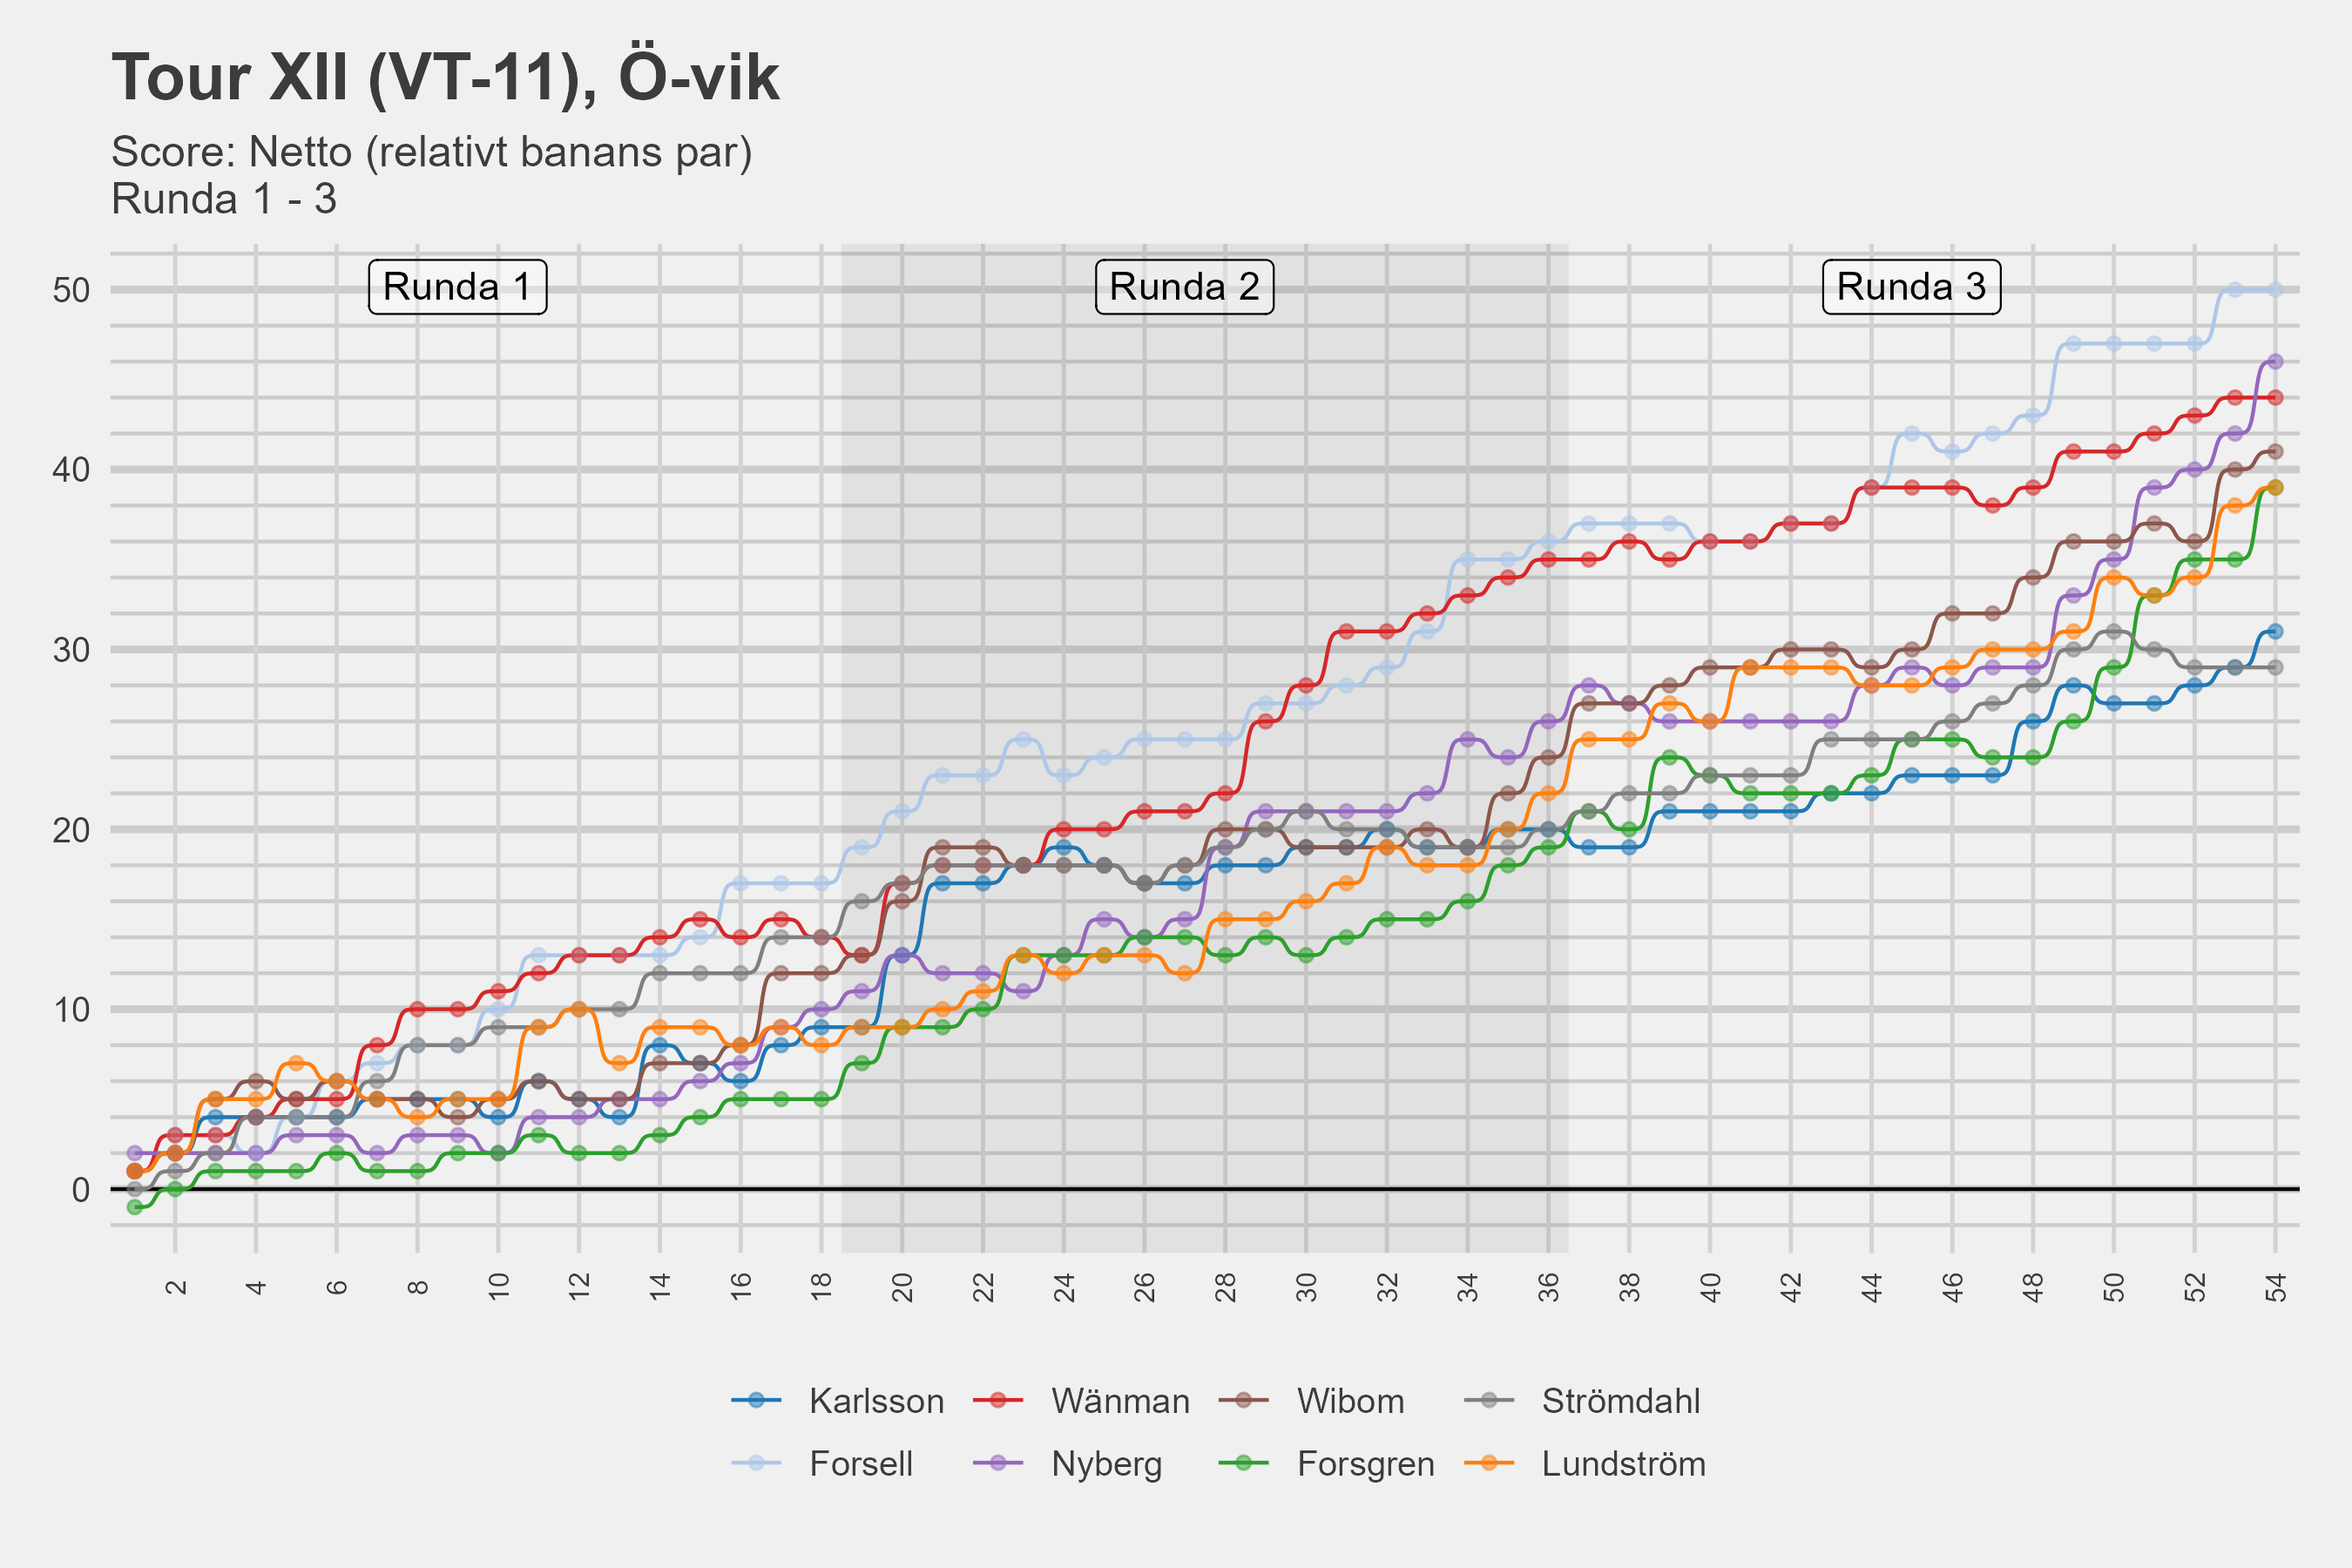 Tour XII (VT-11), Ö-vik
Score: Netto (relativt banans par)
Runda 1 - 3
Runda 1
Runda 2
Runda 3
50
40
30
20
10
0
2 4 6 8 10 12 14 16 18 20 22 24 26 28 30 32 34 36 38 40 42 44 46 48 50 52 54
Karlsson Wänman Wibom Strömdahl
Forsell Nyberg Forsgren Lundström